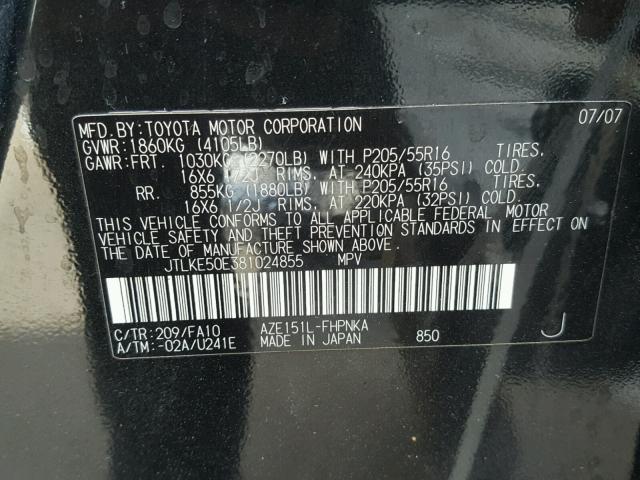 MFD.BY:TOYOTA MOTOR CORPORATION 07/07
GVWR:1860KG (4105LB)
GAWR:FRT. 1030KG (2270LB) WITH P205/55R16 TIRES,
16X6 1/2J RIMS, AT 240KPA (35PSI) COLD.
RR. 855KG (1880LB) WITH P205/55R16 TIRES,
16X6 1/2J RIMS, AT 220KPA (32PSI) COLD.
THIS VEHICLE CONFORMS TO ALL APPLICABLE FEDERAL MOTOR
VEHICLE SAFETY AND THEFT PREVENTION STANDARDS IN EFFECT ON
THE DATE OF MANUFACTURE SHOWN ABOVE.
JTLKE50E381024855 MPV
C/TR:209/FA10 AZE151L-FHPNKA
A/TM:-02A/U241E MADE IN JAPAN 850 J